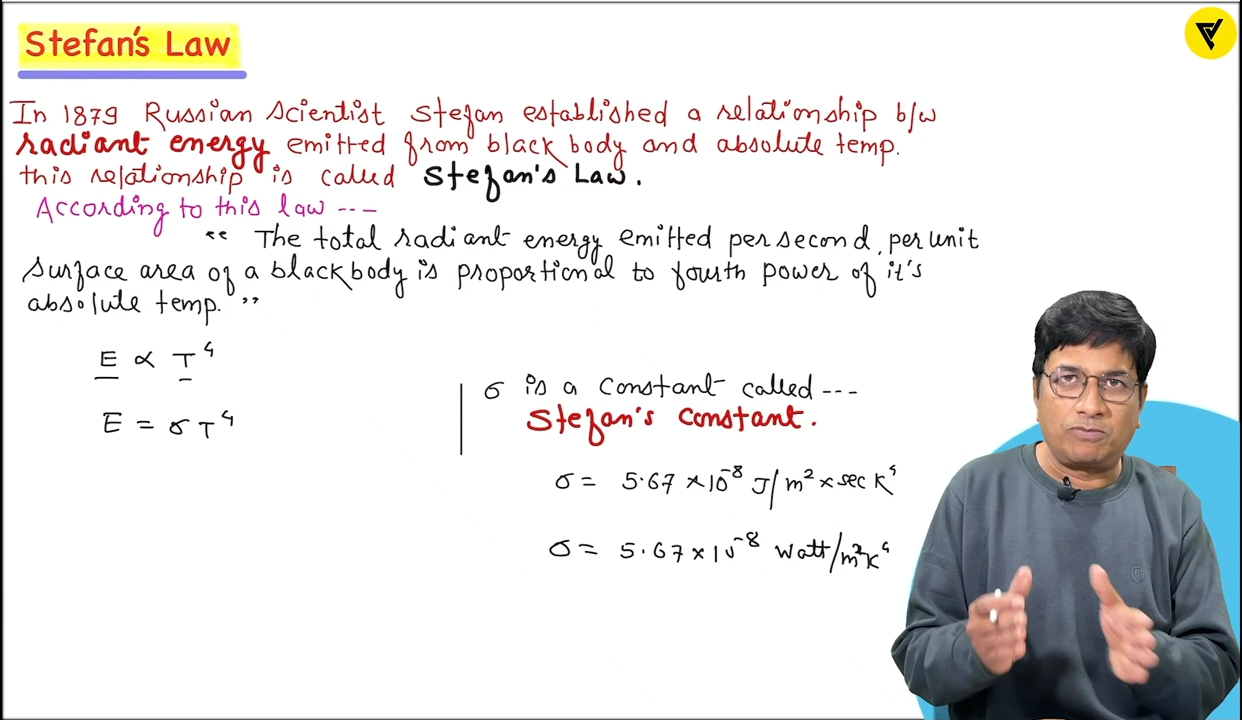 Stefan's Law
In 1879 Russian scientist Stefan established a relationship b/w
radiant energy emitted from black body and absolute temp.
this relationship is called Stefan's Law.
According to this law ---
“ The total radiant energy emitted per second, per unit
surface area of a blackbody is proportional to fourth power of it's
absolute temp. ”
E ∝ T⁴
E = σT⁴
σ is a constant called ---
Stefan's constant.
σ = 5.67 × 10⁻⁸ J/m² × sec K⁴
σ = 5.67 × 10⁻⁸ watt/m²K⁴